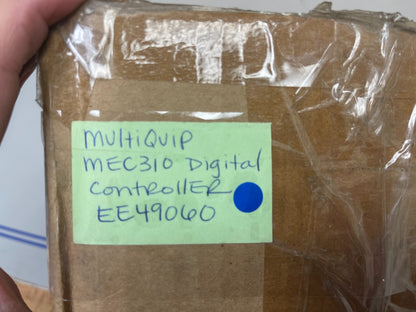 MultiQuip
MEC310 Digital
ControllER
EE49060